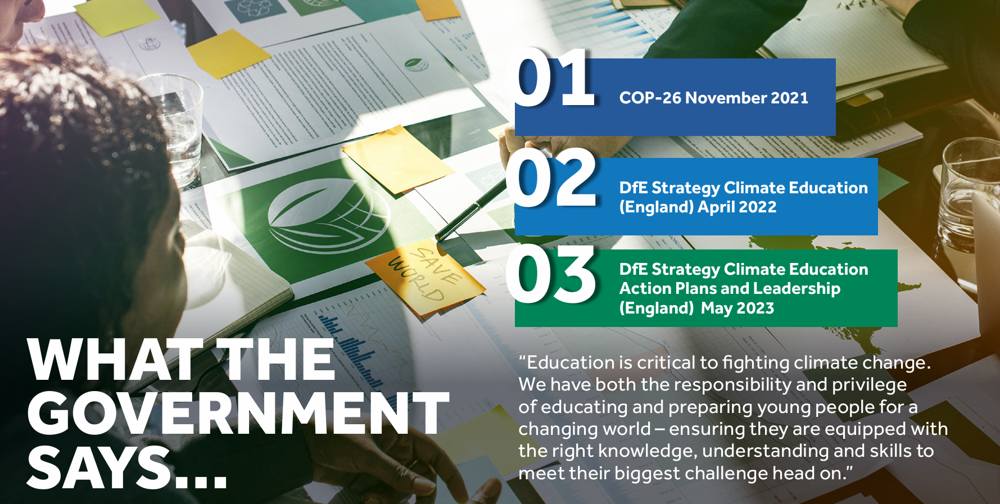 01
COP-26 November 2021
02
DfE Strategy Climate Education
(England) April 2022
03
DfE Strategy Climate Education
Action Plans and Leadership
(England)  May 2023
SAVE
WORLD
WHAT THE
GOVERNMENT
SAYS...
“Education is critical to fighting climate change.
We have both the responsibility and privilege
of educating and preparing young people for a
changing world – ensuring they are equipped with
the right knowledge, understanding and skills to
meet their biggest challenge head on.”